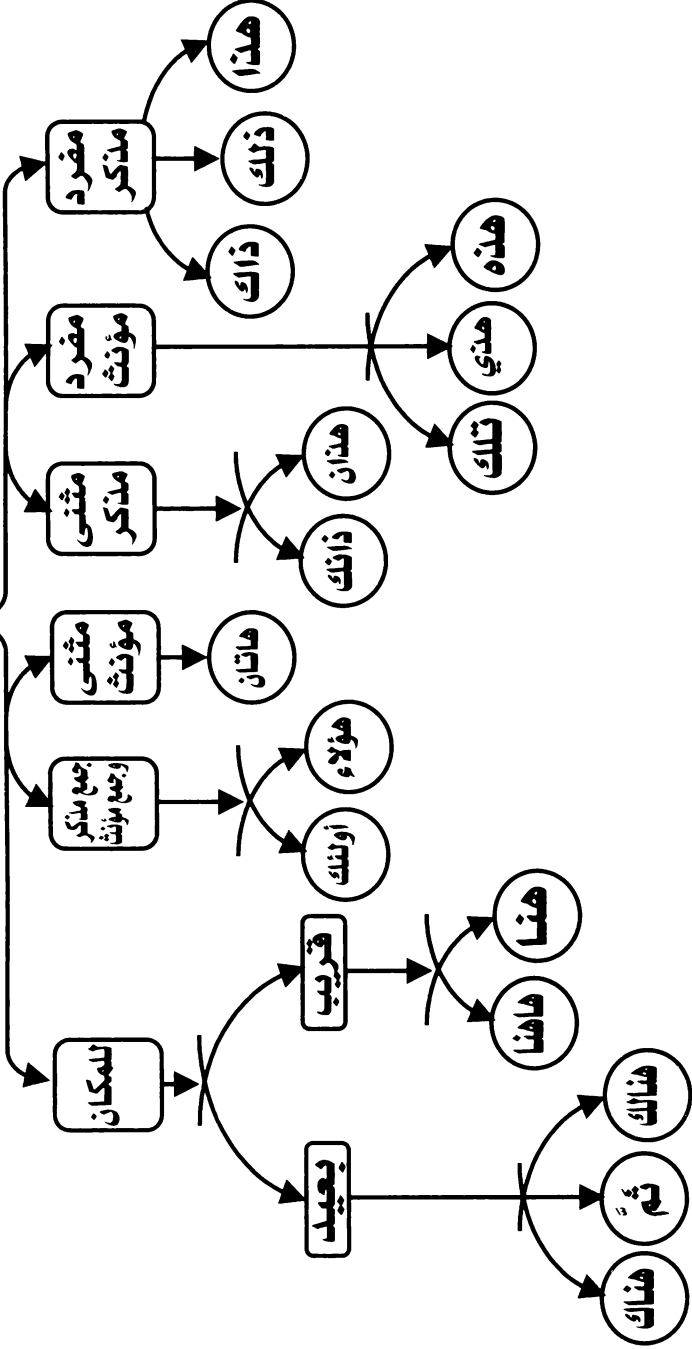 مفرد
مذكر
هذا
ذلك
ذاك
مفرد
مؤنث
هذه
هذي
تلك
مثنى
مذكر
هذان
ذانك
مثنى
مؤنث
هاتان
جمع مذكر
وجمع مؤنث
هؤلاء
أولئك
للمكان
قريب
هنا
هاهنا
بعيد
هنالك
ثَمَّ
هناك